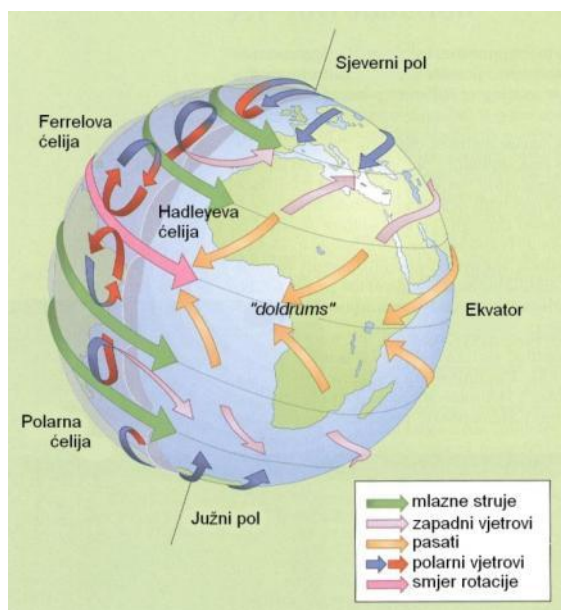 Sjeverni pol
Ferrelova
ćelija
Hadleyeva
ćelija
"doldrums"
Ekvator
Polarna
ćelija
Južni pol
mlazne struje
zapadni vjetrovi
pasati
polarni vjetrovi
smjer rotacije